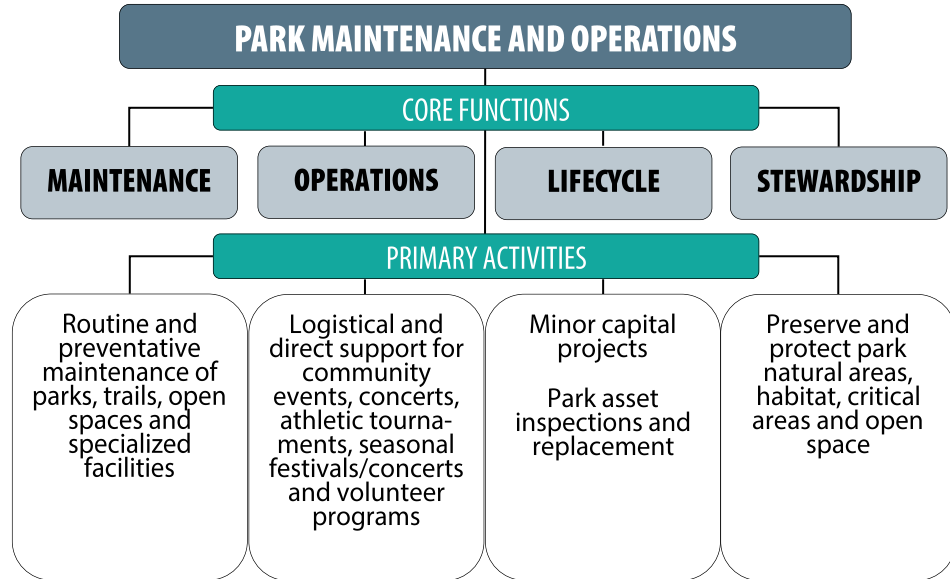 PARK MAINTENANCE AND OPERATIONS
CORE FUNCTIONS
MAINTENANCE
OPERATIONS
LIFECYCLE
STEWARDSHIP
PRIMARY ACTIVITIES
Routine and
preventative
maintenance of
parks, trails, open
spaces and
specialized
facilities
Logistical and
direct support for
community
events, concerts,
athletic tourna-
ments, seasonal
festivals/concerts
and volunteer
programs
Minor capital
projects
Park asset
inspections and
replacement
Preserve and
protect park
natural areas,
habitat, critical
areas and open
space